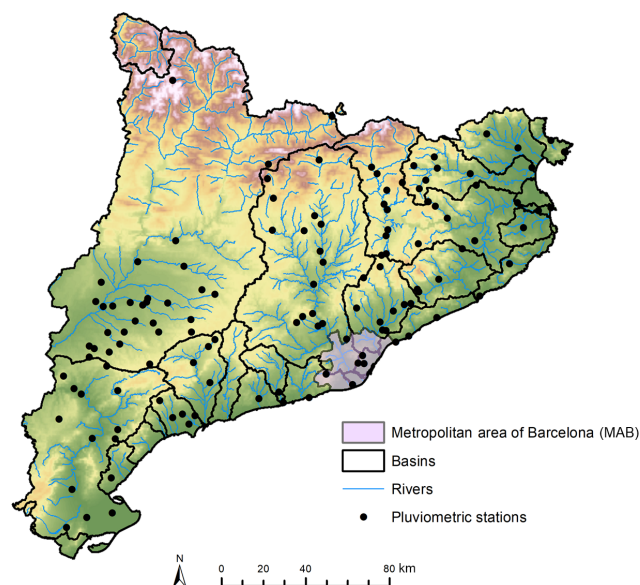 Metropolitan area of Barcelona (MAB)
Basins
Rivers
Pluviometric stations
N
0 20 40 80 km